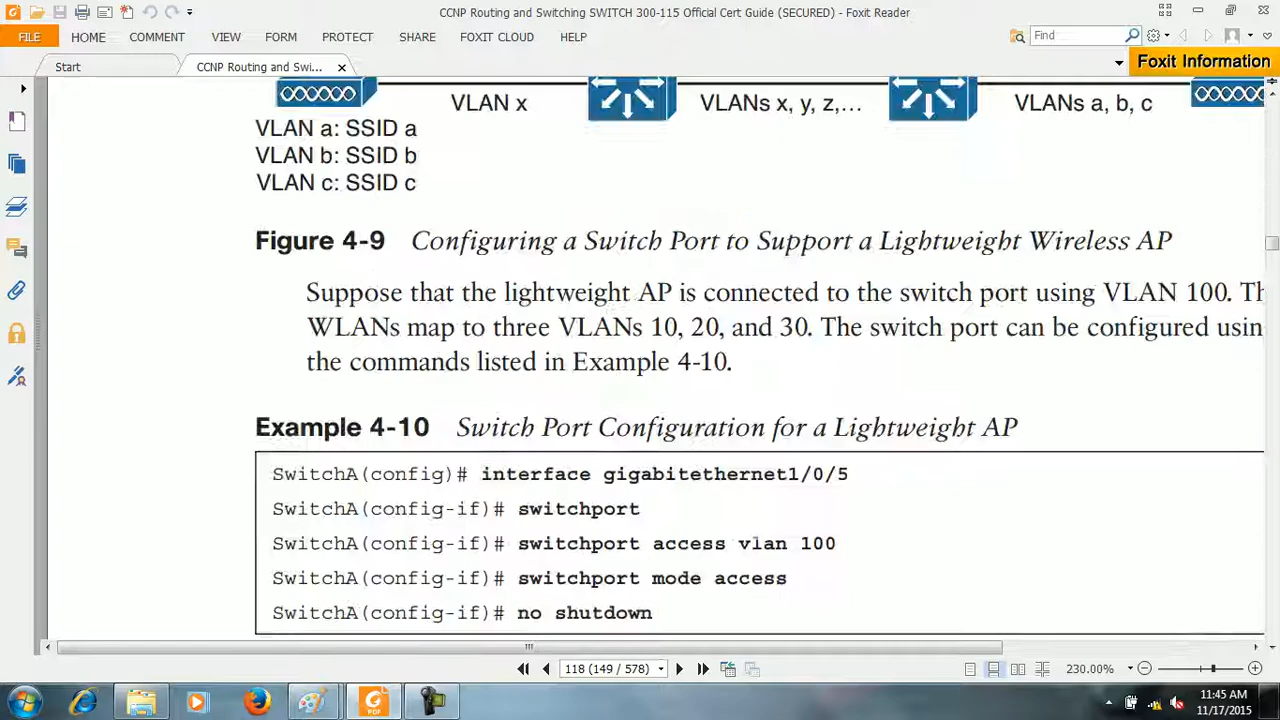 CCNP Routing and Switching SWITCH 300-115 Official Cert Guide (SECURED) - Foxit Reader
FILE HOME COMMENT VIEW FORM PROTECT SHARE FOXIT CLOUD HELP Find
Start CCNP Routing and Swi... Foxit Information
VLAN x VLANs x, y, z,... VLANs a, b, c
VLAN a: SSID a
VLAN b: SSID b
VLAN c: SSID c
Figure 4-9 Configuring a Switch Port to Support a Lightweight Wireless AP
Suppose that the lightweight AP is connected to the switch port using VLAN 100. Th
WLANs map to three VLANs 10, 20, and 30. The switch port can be configured usin
the commands listed in Example 4-10.
Example 4-10 Switch Port Configuration for a Lightweight AP
SwitchA(config)# interface gigabitethernet1/0/5
SwitchA(config-if)# switchport
SwitchA(config-if)# switchport access vlan 100
SwitchA(config-if)# switchport mode access
SwitchA(config-if)# no shutdown
118 (149 / 578) 230.00%
11:45 AM
11/17/2015